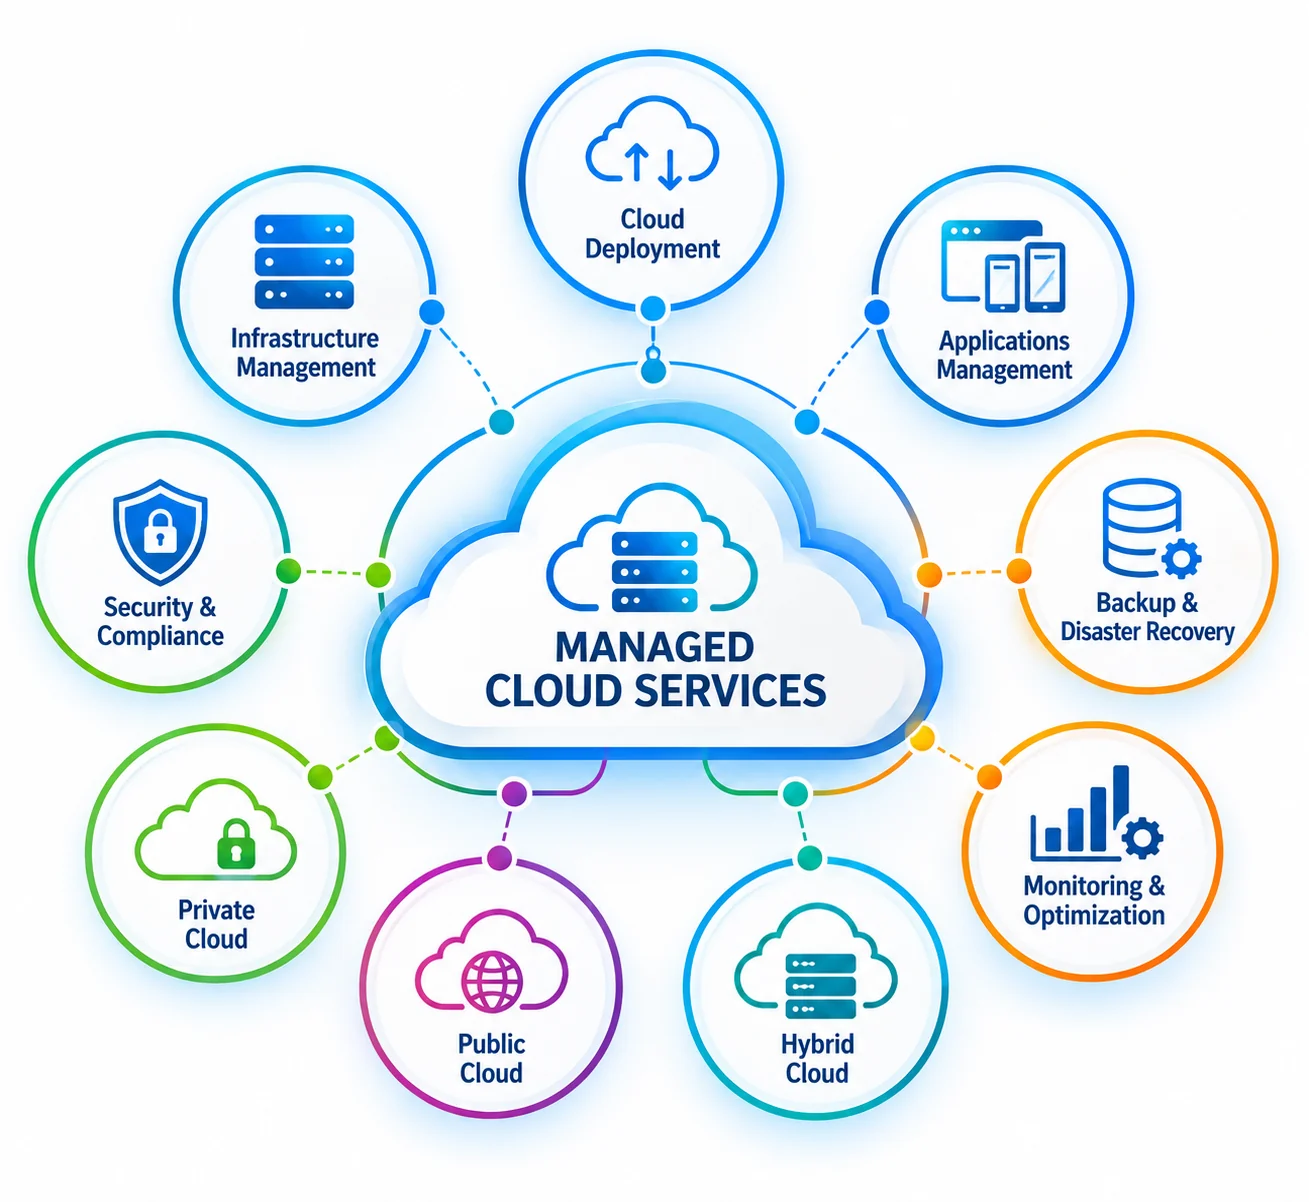 Cloud
Deployment
Infrastructure
Management
Applications
Management
Security &
Compliance
Backup &
Disaster Recovery
MANAGED
CLOUD SERVICES
Private
Cloud
Monitoring &
Optimization
Public
Cloud
Hybrid
Cloud